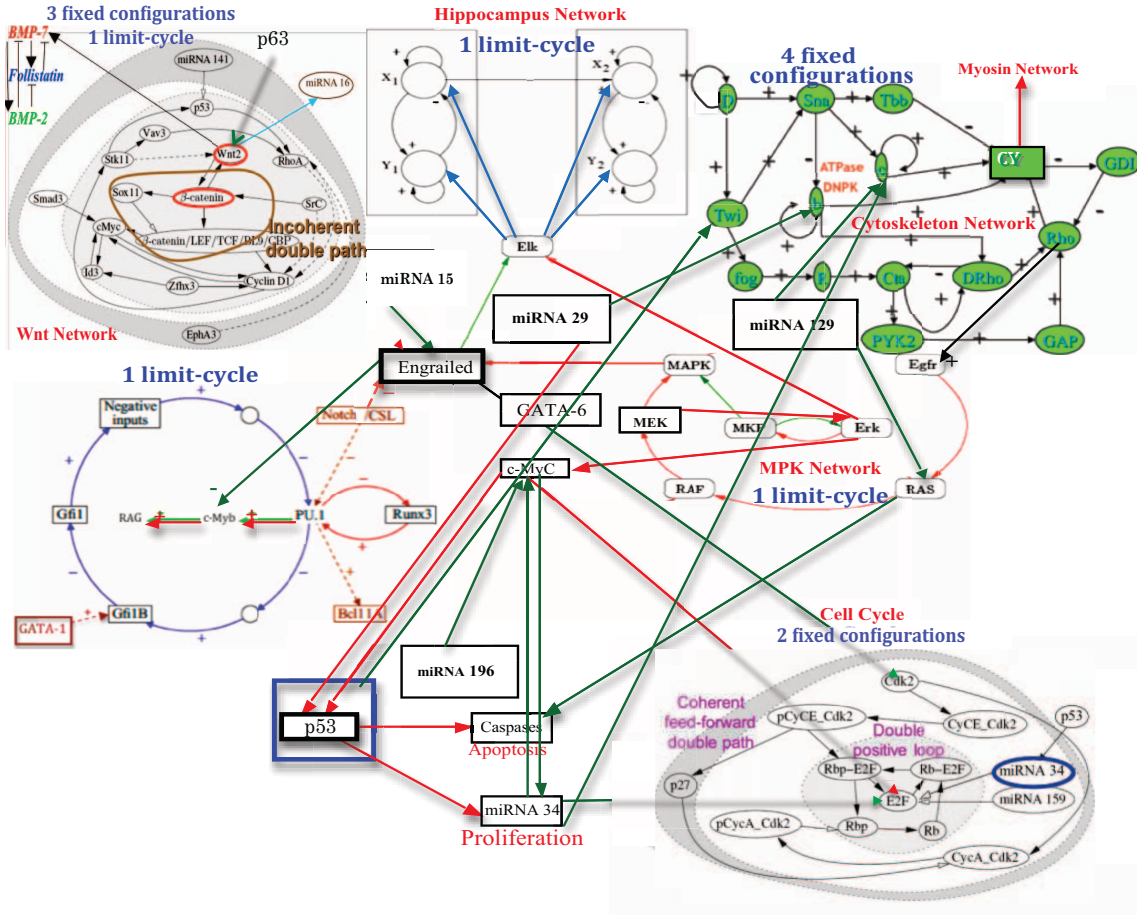 Hippocampus Network
3 fixed configurations
1 limit-cycle
BMP-7
p63
Follistatin
BMP-2
miRNA 141
miRNA 16
p53
Vav3
Stk11
Wnt2
RhoA
Sox11
β-catenin
Smad3
SrC
cMyc
Incoherent
double path
β-catenin/LEF/TCF/BL9/CBP
Id3
Zfhx3
Cyclin D1
EphA3
Wnt Network
1 limit-cycle
X1
X2
Y1
Y2
Elk
4 fixed
configurations
Myosin Network
D
Sna
Tbb
CY
GDI
ATPase
DNPK
Twi
Cytoskeleton Network
Rho
fog
Cta
DRho
PYK2
GAP
Egfr
miRNA 15
miRNA 29
miRNA 129
Engrailed
MAPK
GATA-6
MEK
Erk
c-MyC
MPK Network
RAF
1 limit-cycle
RAS
1 limit-cycle
Negative
inputs
Notch /CSL
Gfi1
RAG
c-Myb
PU.1
Runx3
GATA-1
Gfi1B
Bcl11A
miRNA 196
p53
Caspases
Apoptosis
miRNA 34
Proliferation
Cell Cycle
2 fixed configurations
Cdk2
Coherent
feed-forward
double path
pCyCE_Cdk2
CyCE_Cdk2
p53
Double
positive loop
Rbp-E2F
Rb-E2F
miRNA 34
p27
E2F
miRNA 159
pCycA_Cdk2
Rbp
Rb
CycA_Cdk2